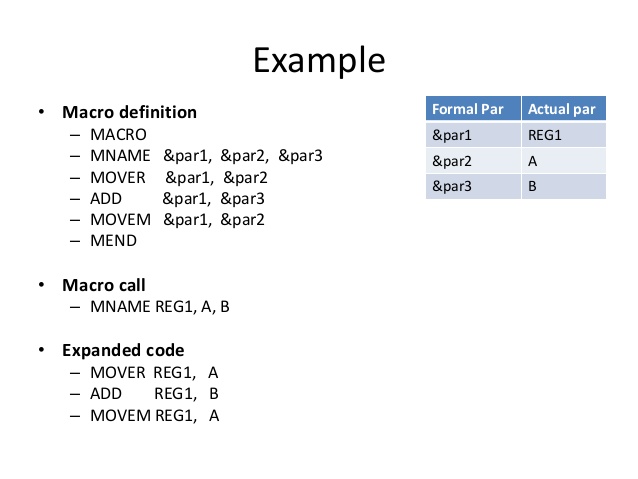 Example
• Macro definition
– MACRO
– MNAME &par1, &par2, &par3
– MOVER &par1, &par2
– ADD &par1, &par3
– MOVEM &par1, &par2
– MEND
• Macro call
– MNAME REG1, A, B
• Expanded code
– MOVER REG1, A
– ADD REG1, B
– MOVEM REG1, A
Formal Par Actual par
&par1 REG1
&par2 A
&par3 B